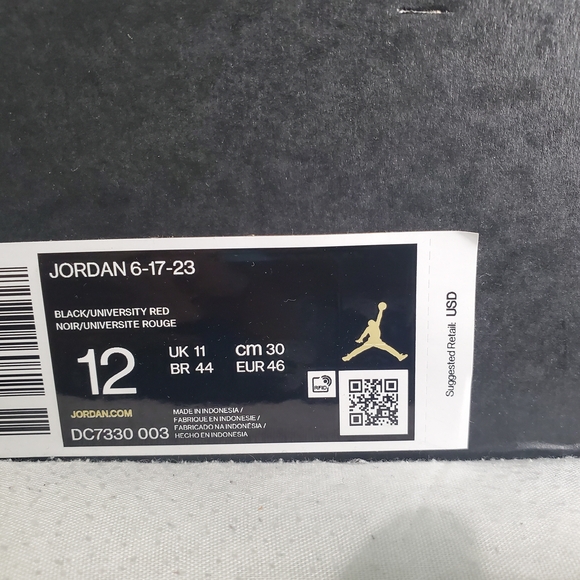 JORDAN 6-17-23
BLACK/UNIVERSITY RED
NOIR/UNIVERSITE ROUGE
12
UK 11
cm 30
BR 44
EUR 46
RFID
JORDAN.COM
DC7330 003
MADE IN INDONESIA/
FABRIQUE EN INDONESIE/
FABRICADO NA INDONÉSIA/
HECHO EN INDONESIA
Suggested Retail: USD